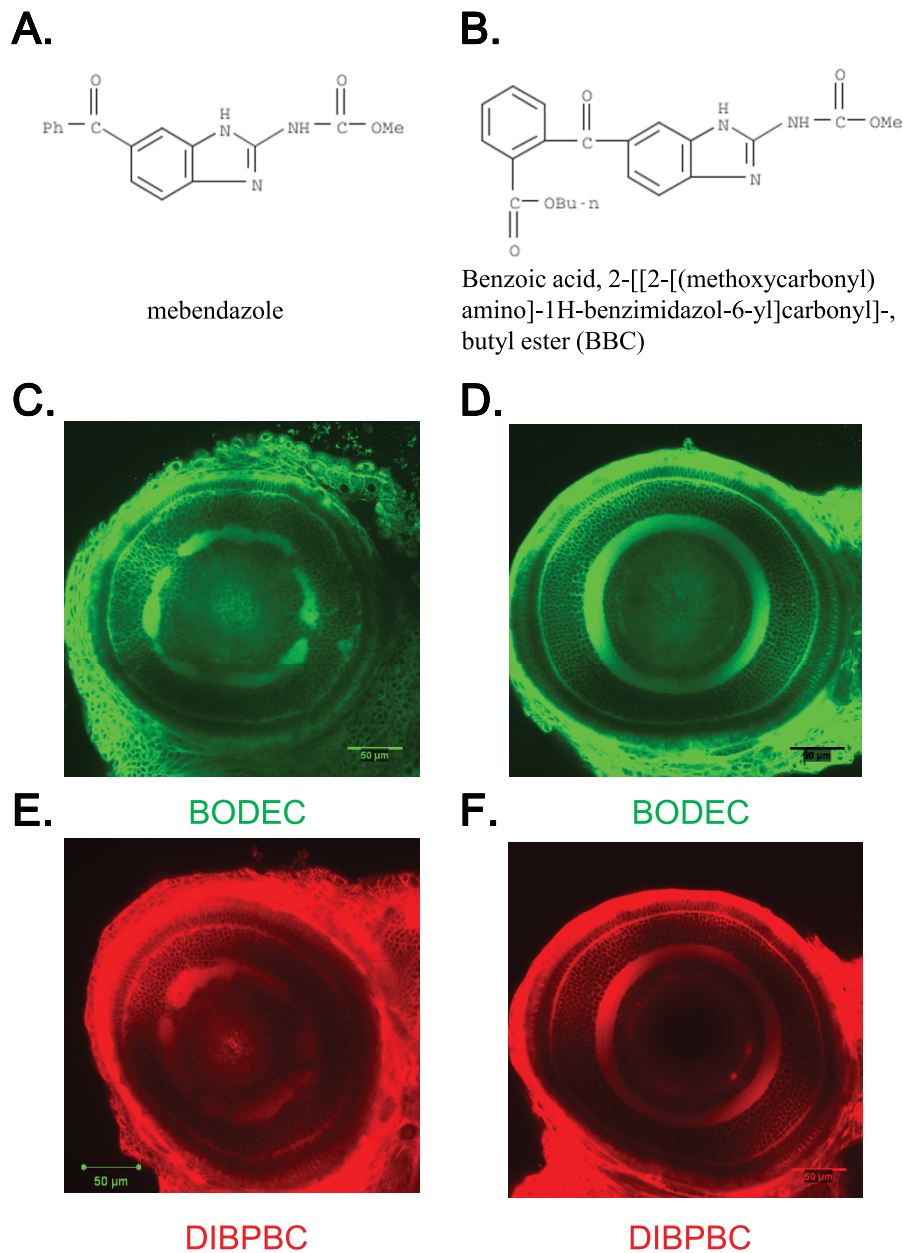 A.
B.
O
Ph
C
H
N
NH
C
O
OMe
N
O
C
H
N
NH
C
O
OMe
N
C
OBu-n
O
mebendazole
Benzoic acid, 2-[[2-[(methoxycarbonyl)
amino]-1H-benzimidazol-6-yl]carbonyl]-,
butyl ester (BBC)
C.
D.
50 µm
50 µm
BODEC
BODEC
E.
F.
50 µm
50 µm
DIBPBC
DIBPBC